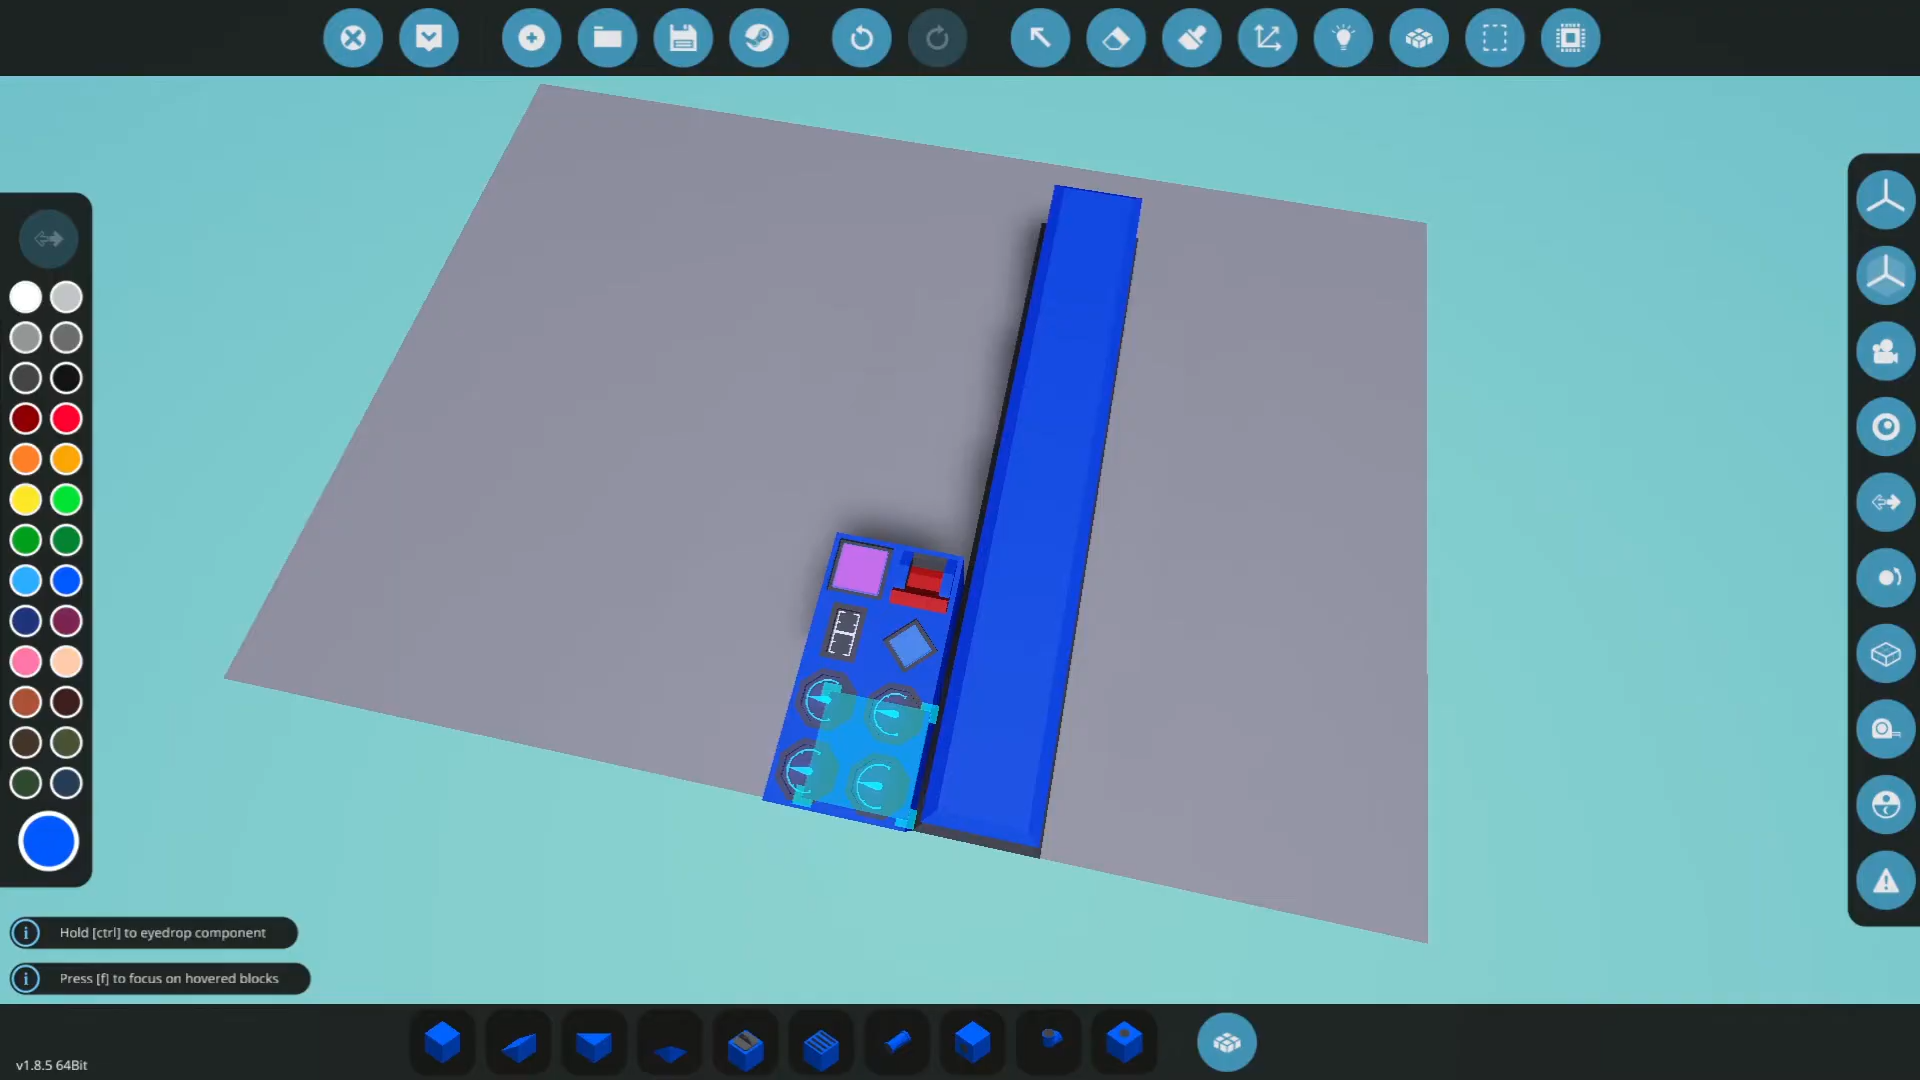 Hold [ctrl] to eyedrop component
Press [f] to focus on hovered blocks
v1.8.5 64Bit